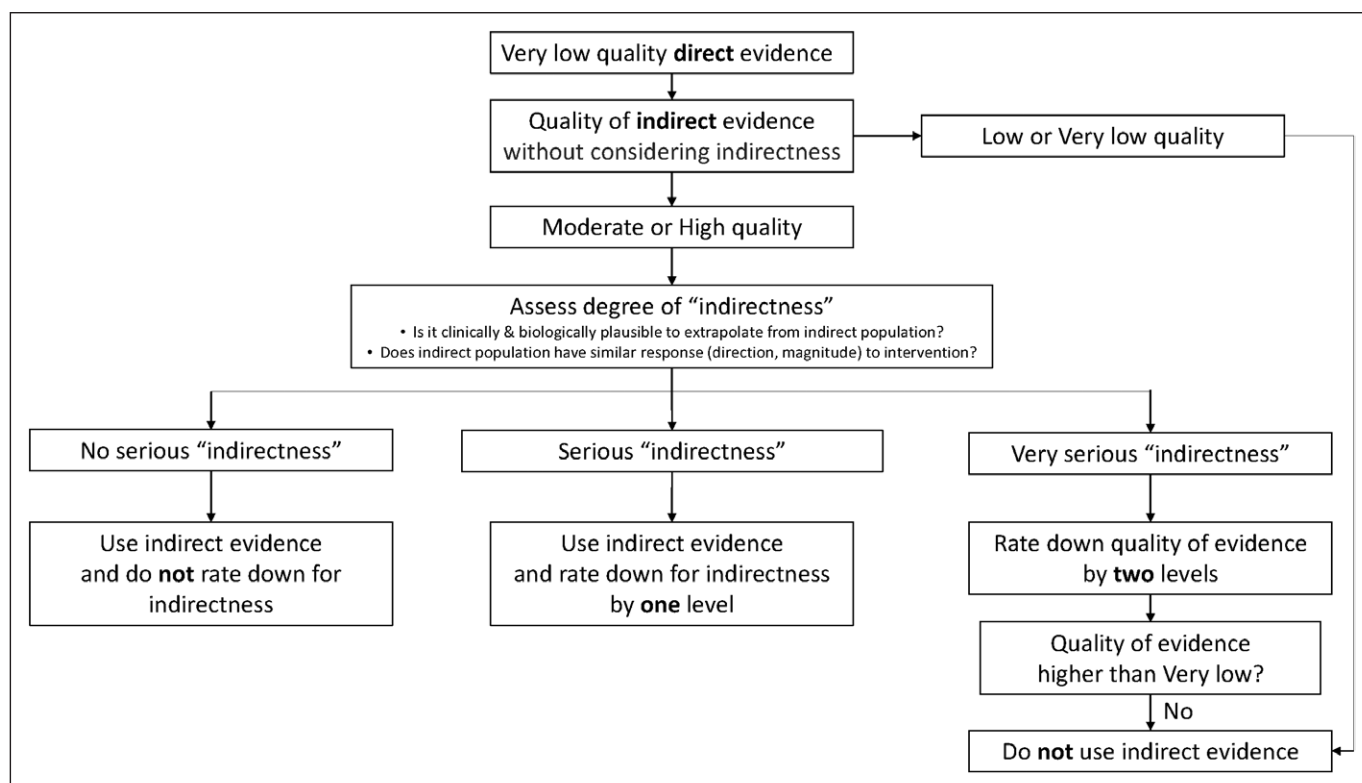 Very low quality direct evidence
Quality of indirect evidence
without considering indirectness
Low or Very low quality
Moderate or High quality
Assess degree of “indirectness”
• Is it clinically & biologically plausible to extrapolate from indirect population?
• Does indirect population have similar response (direction, magnitude) to intervention?
No serious “indirectness”
Serious “indirectness”
Very serious “indirectness”
Use indirect evidence
and do not rate down for
indirectness
Use indirect evidence
and rate down for indirectness
by one level
Rate down quality of evidence
by two levels
Quality of evidence
higher than Very low?
No
Do not use indirect evidence